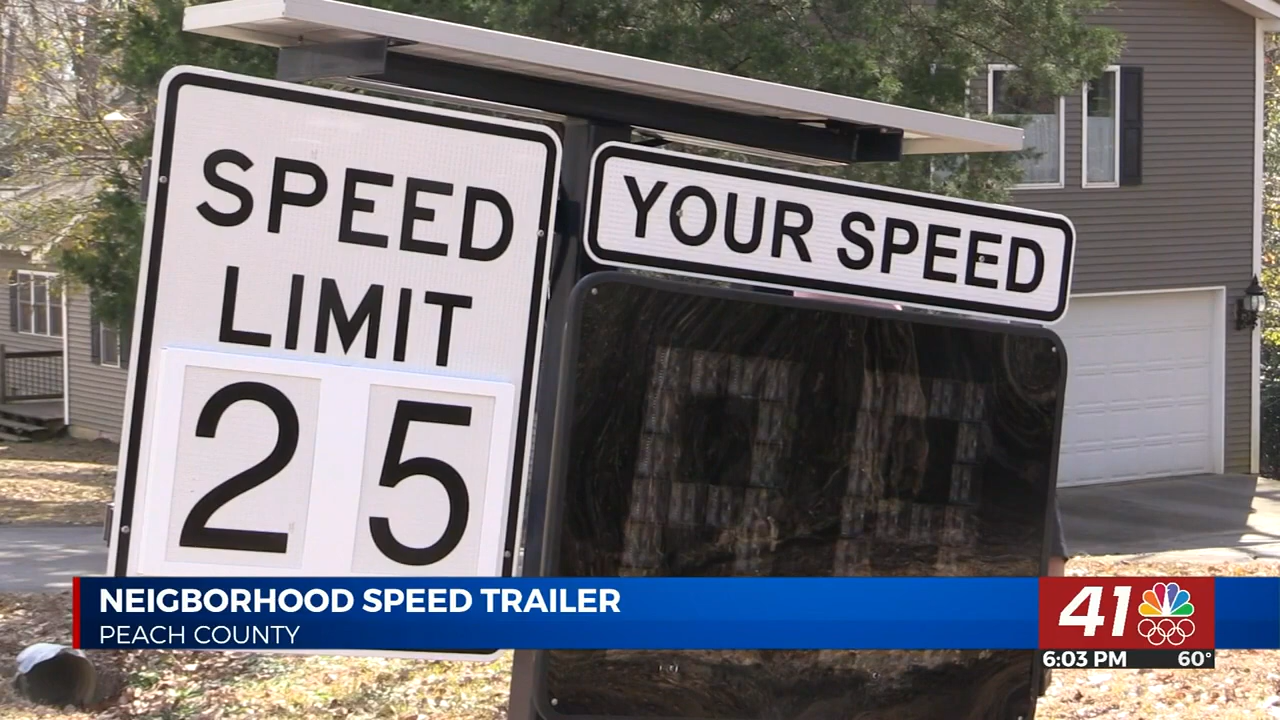 SPEED
LIMIT
25
YOUR SPEED
NEIGBORHOOD SPEED TRAILER
PEACH COUNTY
41
6:03 PM 60°